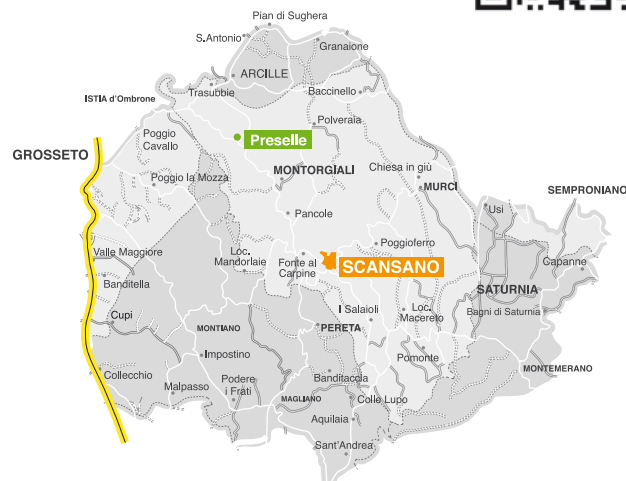 Pian di Sughera
S.Antonio
Granaione
ARCILLE
Trasubbie
Baccinello
ISTIA d'Ombrone
Polveraia
Poggio
Cavallo
Preselle
GROSSETO
MONTORGIALI
Chiesa in giù
Poggio la Mozza
MURCI
SEMPRONIANO
Usi
Pancole
Poggioferro
Valle Maggiore
Loc.
Mandorlaie
Fonte al
Carpine
SCANSANO
Capanne
Banditella
SATURNIA
Cupi
I Salaioli
Loc.
Macereto
Bagni di Saturnia
MONTIANO
PERETA
Impostino
Pomonte
MONTEMERANO
Collecchio
Malpasso
Podere
i Frati
Banditaccia
MAGLIANO
Colle Lupo
Aquilaia
Sant'Andrea